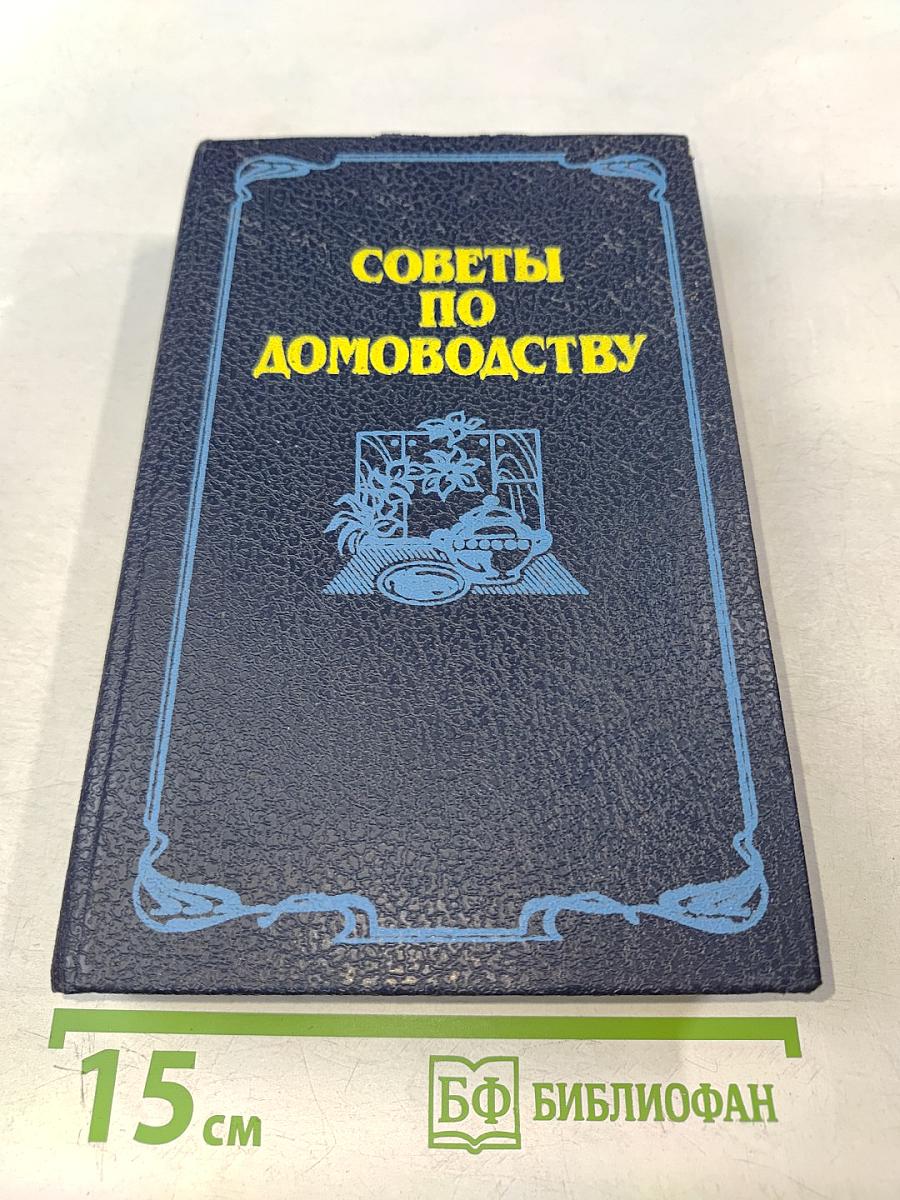 СОВЕТЫ
ПО
ДОМОВОДСТВУ
15 см
БФ БИБЛИОФАН